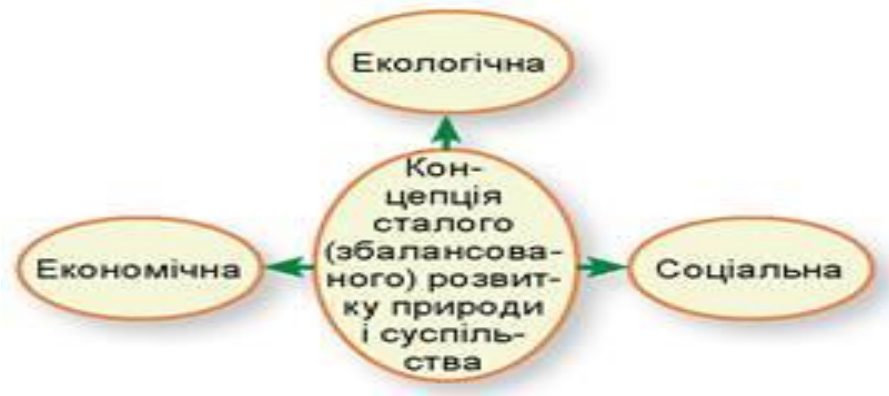 Екологічна
Кон-
цепція
сталого
(збалансова-
ного) розвит-
ку природи
і суспіль-
ства
Економічна
Соціальна